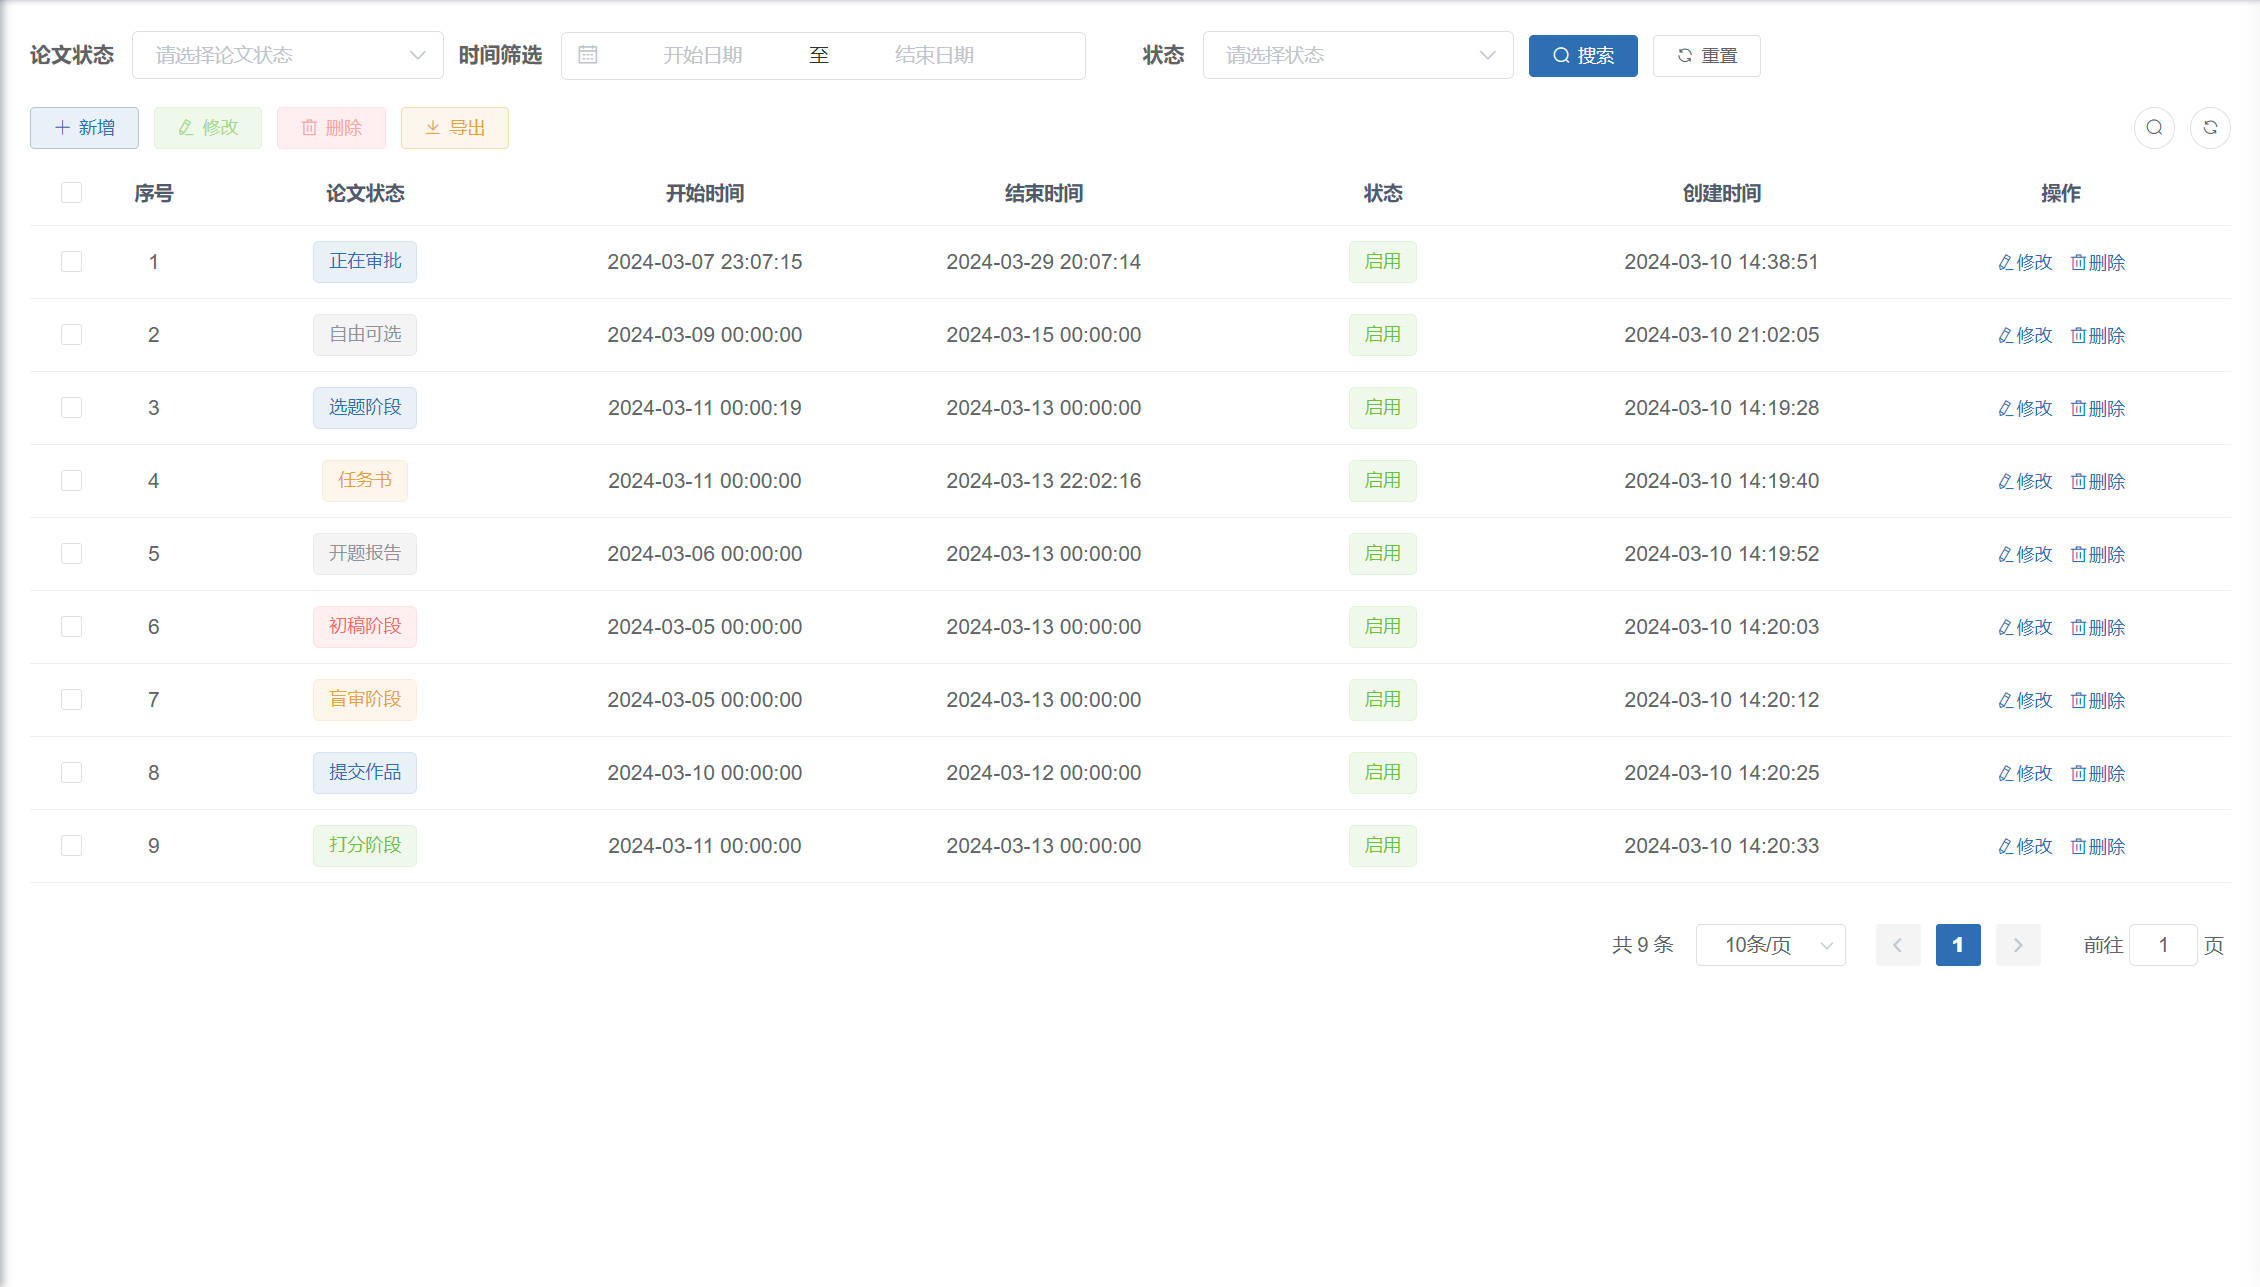 论文状态 请选择论文状态 时间筛选 开始日期 至 结束日期 状态 请选择状态 搜索 重置
新增 修改 删除 导出
序号 论文状态 开始时间 结束时间 状态 创建时间 操作
1 正在审批 2024-03-07 23:07:15 2024-03-29 20:07:14 启用 2024-03-10 14:38:51 修改 删除
2 自由可选 2024-03-09 00:00:00 2024-03-15 00:00:00 启用 2024-03-10 21:02:05 修改 删除
3 选题阶段 2024-03-11 00:00:19 2024-03-13 00:00:00 启用 2024-03-10 14:19:28 修改 删除
4 任务书 2024-03-11 00:00:00 2024-03-13 22:02:16 启用 2024-03-10 14:19:40 修改 删除
5 开题报告 2024-03-06 00:00:00 2024-03-13 00:00:00 启用 2024-03-10 14:19:52 修改 删除
6 初稿阶段 2024-03-05 00:00:00 2024-03-13 00:00:00 启用 2024-03-10 14:20:03 修改 删除
7 盲审阶段 2024-03-05 00:00:00 2024-03-13 00:00:00 启用 2024-03-10 14:20:12 修改 删除
8 提交作品 2024-03-10 00:00:00 2024-03-12 00:00:00 启用 2024-03-10 14:20:25 修改 删除
9 打分阶段 2024-03-11 00:00:00 2024-03-13 00:00:00 启用 2024-03-10 14:20:33 修改 删除
共 9 条 10条/页 1 前往 1 页